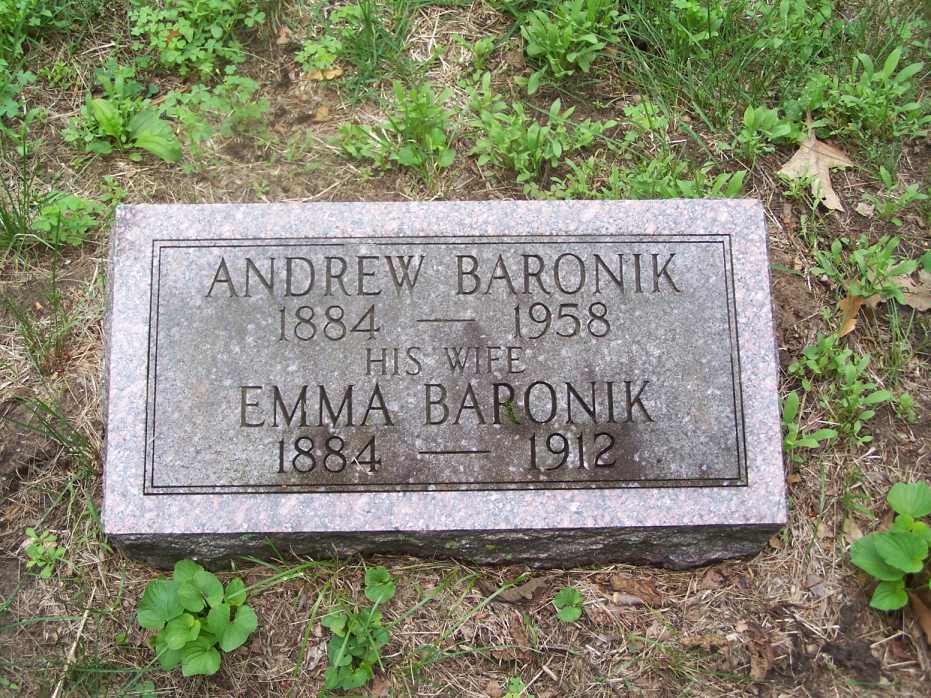 ANDREW BARONIK
1884 — 1958
HIS WIFE
EMMA BARONIK
1884 — 1912